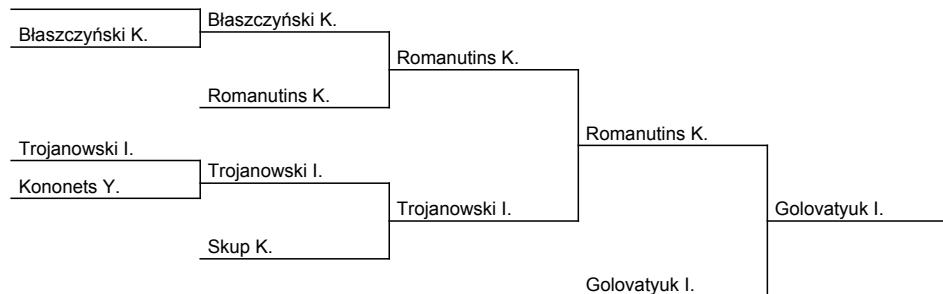 Błaszczyński K.
Błaszczyński K.
Romanutins K.
Romanutins K.
Romanutins K.
Trojanowski I.
Kononets Y.
Trojanowski I.
Trojanowski I.
Golovatyuk I.
Skup K.
Golovatyuk I.